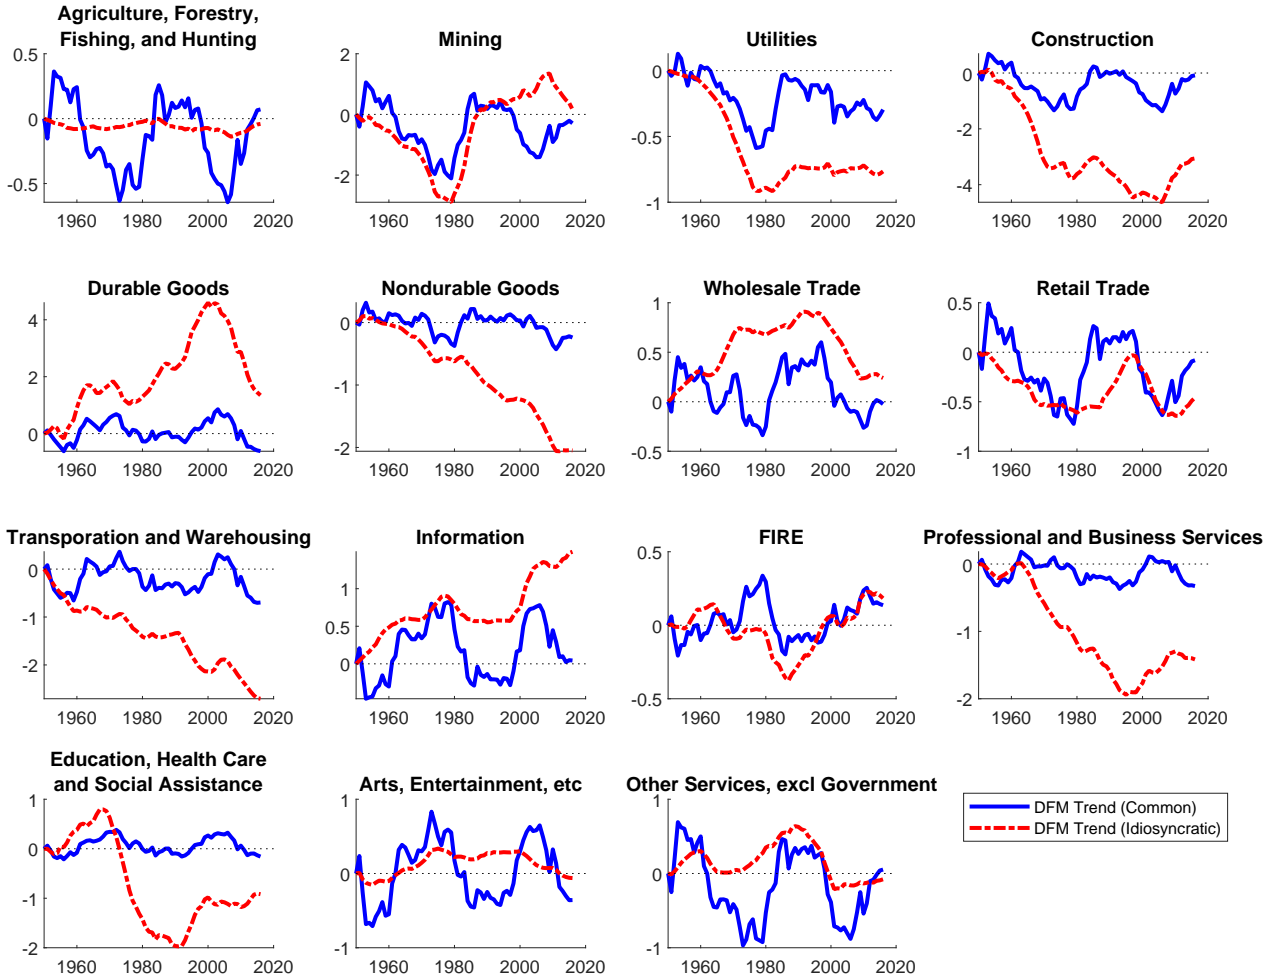 Agriculture, Forestry,
Fishing, and Hunting
0.5
0
-0.5
1960 1980 2000 2020
Mining
2
0
-2
1960 1980 2000 2020
Utilities
0
-0.5
-1
1960 1980 2000 2020
Construction
0
-2
-4
1960 1980 2000 2020
Durable Goods
4
2
0
1960 1980 2000 2020
Nondurable Goods
0
-1
-2
1960 1980 2000 2020
Wholesale Trade
1
0.5
0
-0.5
1960 1980 2000 2020
Retail Trade
0.5
0
-0.5
-1
1960 1980 2000 2020
Transporation and Warehousing
0
-1
-2
1960 1980 2000 2020
Information
1
0.5
0
1960 1980 2000 2020
FIRE
0.5
0
-0.5
1960 1980 2000 2020
Professional and Business Services
0
-1
-2
1960 1980 2000 2020
Education, Health Care
and Social Assistance
1
0
-1
-2
1960 1980 2000 2020
Arts, Entertainment, etc
1
0
-1
1960 1980 2000 2020
Other Services, excl Government
1
0
-1
1960 1980 2000 2020
DFM Trend (Common)
DFM Trend (Idiosyncratic)